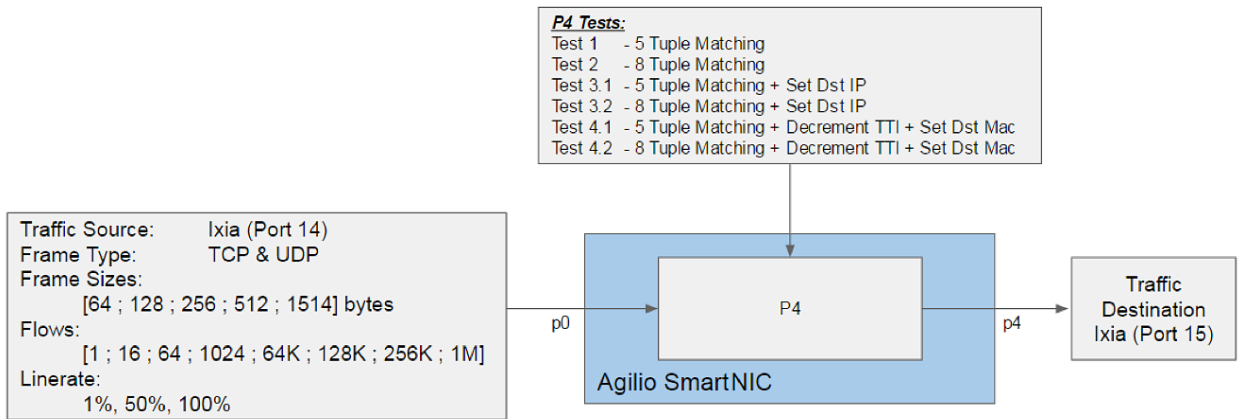 P4 Tests:
Test 1 - 5 Tuple Matching
Test 2 - 8 Tuple Matching
Test 3.1 - 5 Tuple Matching + Set Dst IP
Test 3.2 - 8 Tuple Matching + Set Dst IP
Test 4.1 - 5 Tuple Matching + Decrement TTl + Set Dst Mac
Test 4.2 - 8 Tuple Matching + Decrement TTl + Set Dst Mac
Traffic Source: Ixia (Port 14)
Frame Type: TCP & UDP
Frame Sizes:
[64 ; 128 ; 256 ; 512 ; 1514] bytes
Flows:
[1 ; 16 ; 64 ; 1024 ; 64K ; 128K ; 256K ; 1M]
Linerate:
1%, 50%, 100%
p0
P4
p4
Agilio SmartNIC
Traffic
Destination
Ixia (Port 15)